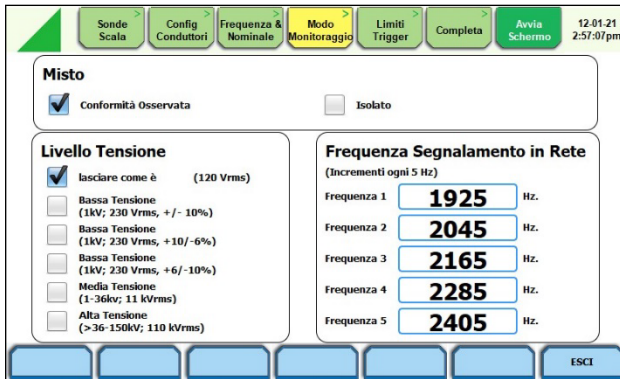 Sonde Scala
Config Conduttori
Frequenza & Nominale
Modo Monitoraggio
Limiti Trigger
Completa
Avvia Schermo
12-01-21
2:57:07pm
Misto
Conformità Osservata
Isolato
Livello Tensione
lasciare come è (120 Vrms)
Bassa Tensione
(1kV; 230 Vrms, +/- 10%)
Bassa Tensione
(1kV; 230 Vrms, +10/-6%)
Bassa Tensione
(1kV; 230 Vrms, +6/-10%)
Media Tensione
(1-36kv; 11 kVrms)
Alta Tensione
(>36-150kV; 110 kVrms)
Frequenza Segnalamento in Rete
(Incrementi ogni 5 Hz)
Frequenza 1 1925 Hz.
Frequenza 2 2045 Hz.
Frequenza 3 2165 Hz.
Frequenza 4 2285 Hz.
Frequenza 5 2405 Hz.
ESCI